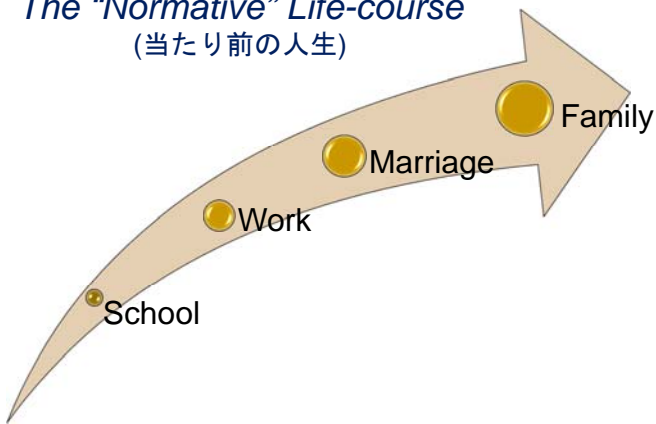 The “Normative” Life-course
(当たり前の人生)
Family
Marriage
Work
School